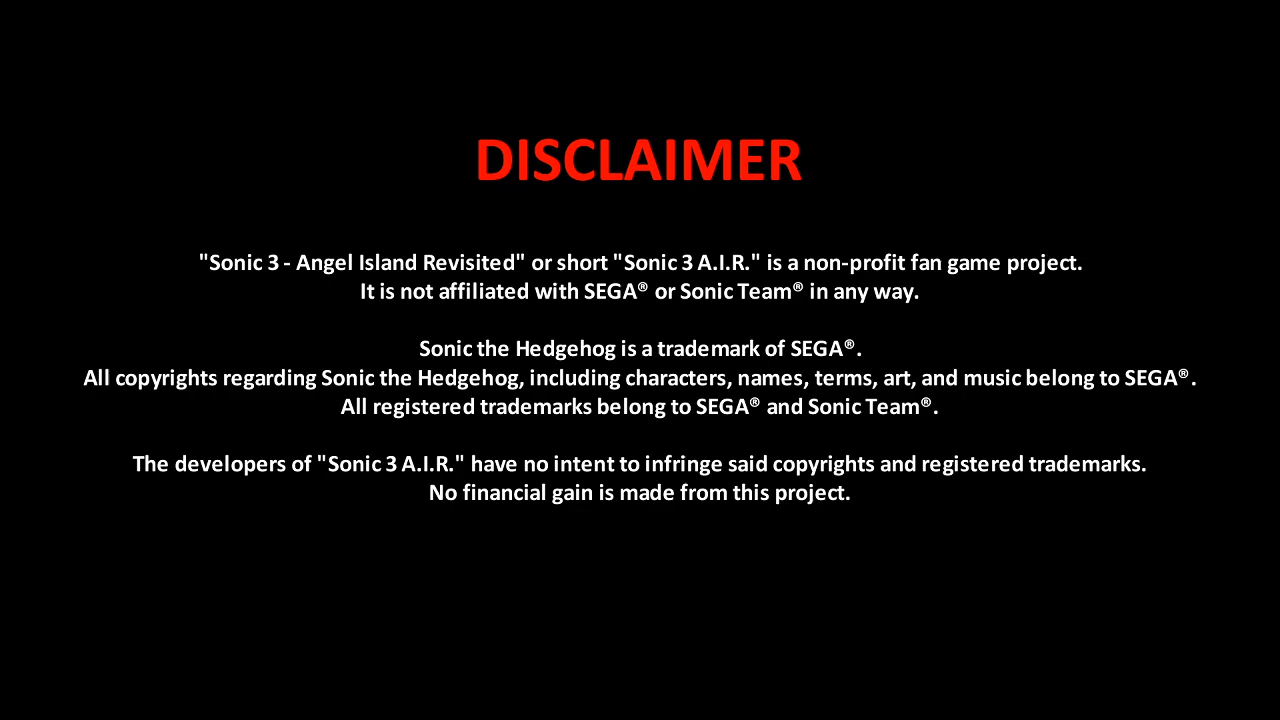 DISCLAIMER
"Sonic 3 - Angel Island Revisited" or short "Sonic 3 A.I.R." is a non-profit fan game project.
It is not affiliated with SEGA® or Sonic Team® in any way.
Sonic the Hedgehog is a trademark of SEGA®.
All copyrights regarding Sonic the Hedgehog, including characters, names, terms, art, and music belong to SEGA®.
All registered trademarks belong to SEGA® and Sonic Team®.
The developers of "Sonic 3 A.I.R." have no intent to infringe said copyrights and registered trademarks.
No financial gain is made from this project.